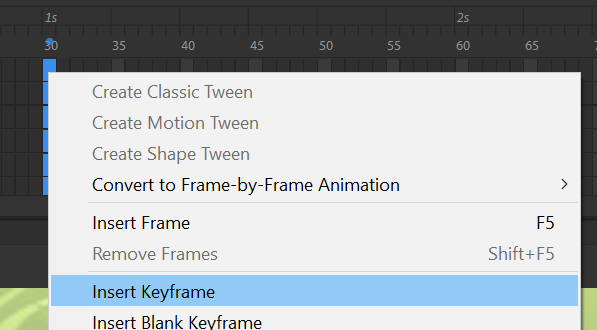 1s 2s
30 35 40 45 50 55 60 65
Create Classic Tween
Create Motion Tween
Create Shape Tween
Convert to Frame-by-Frame Animation
Insert Frame F5
Remove Frames Shift+F5
Insert Keyframe
Insert Blank Keyframe